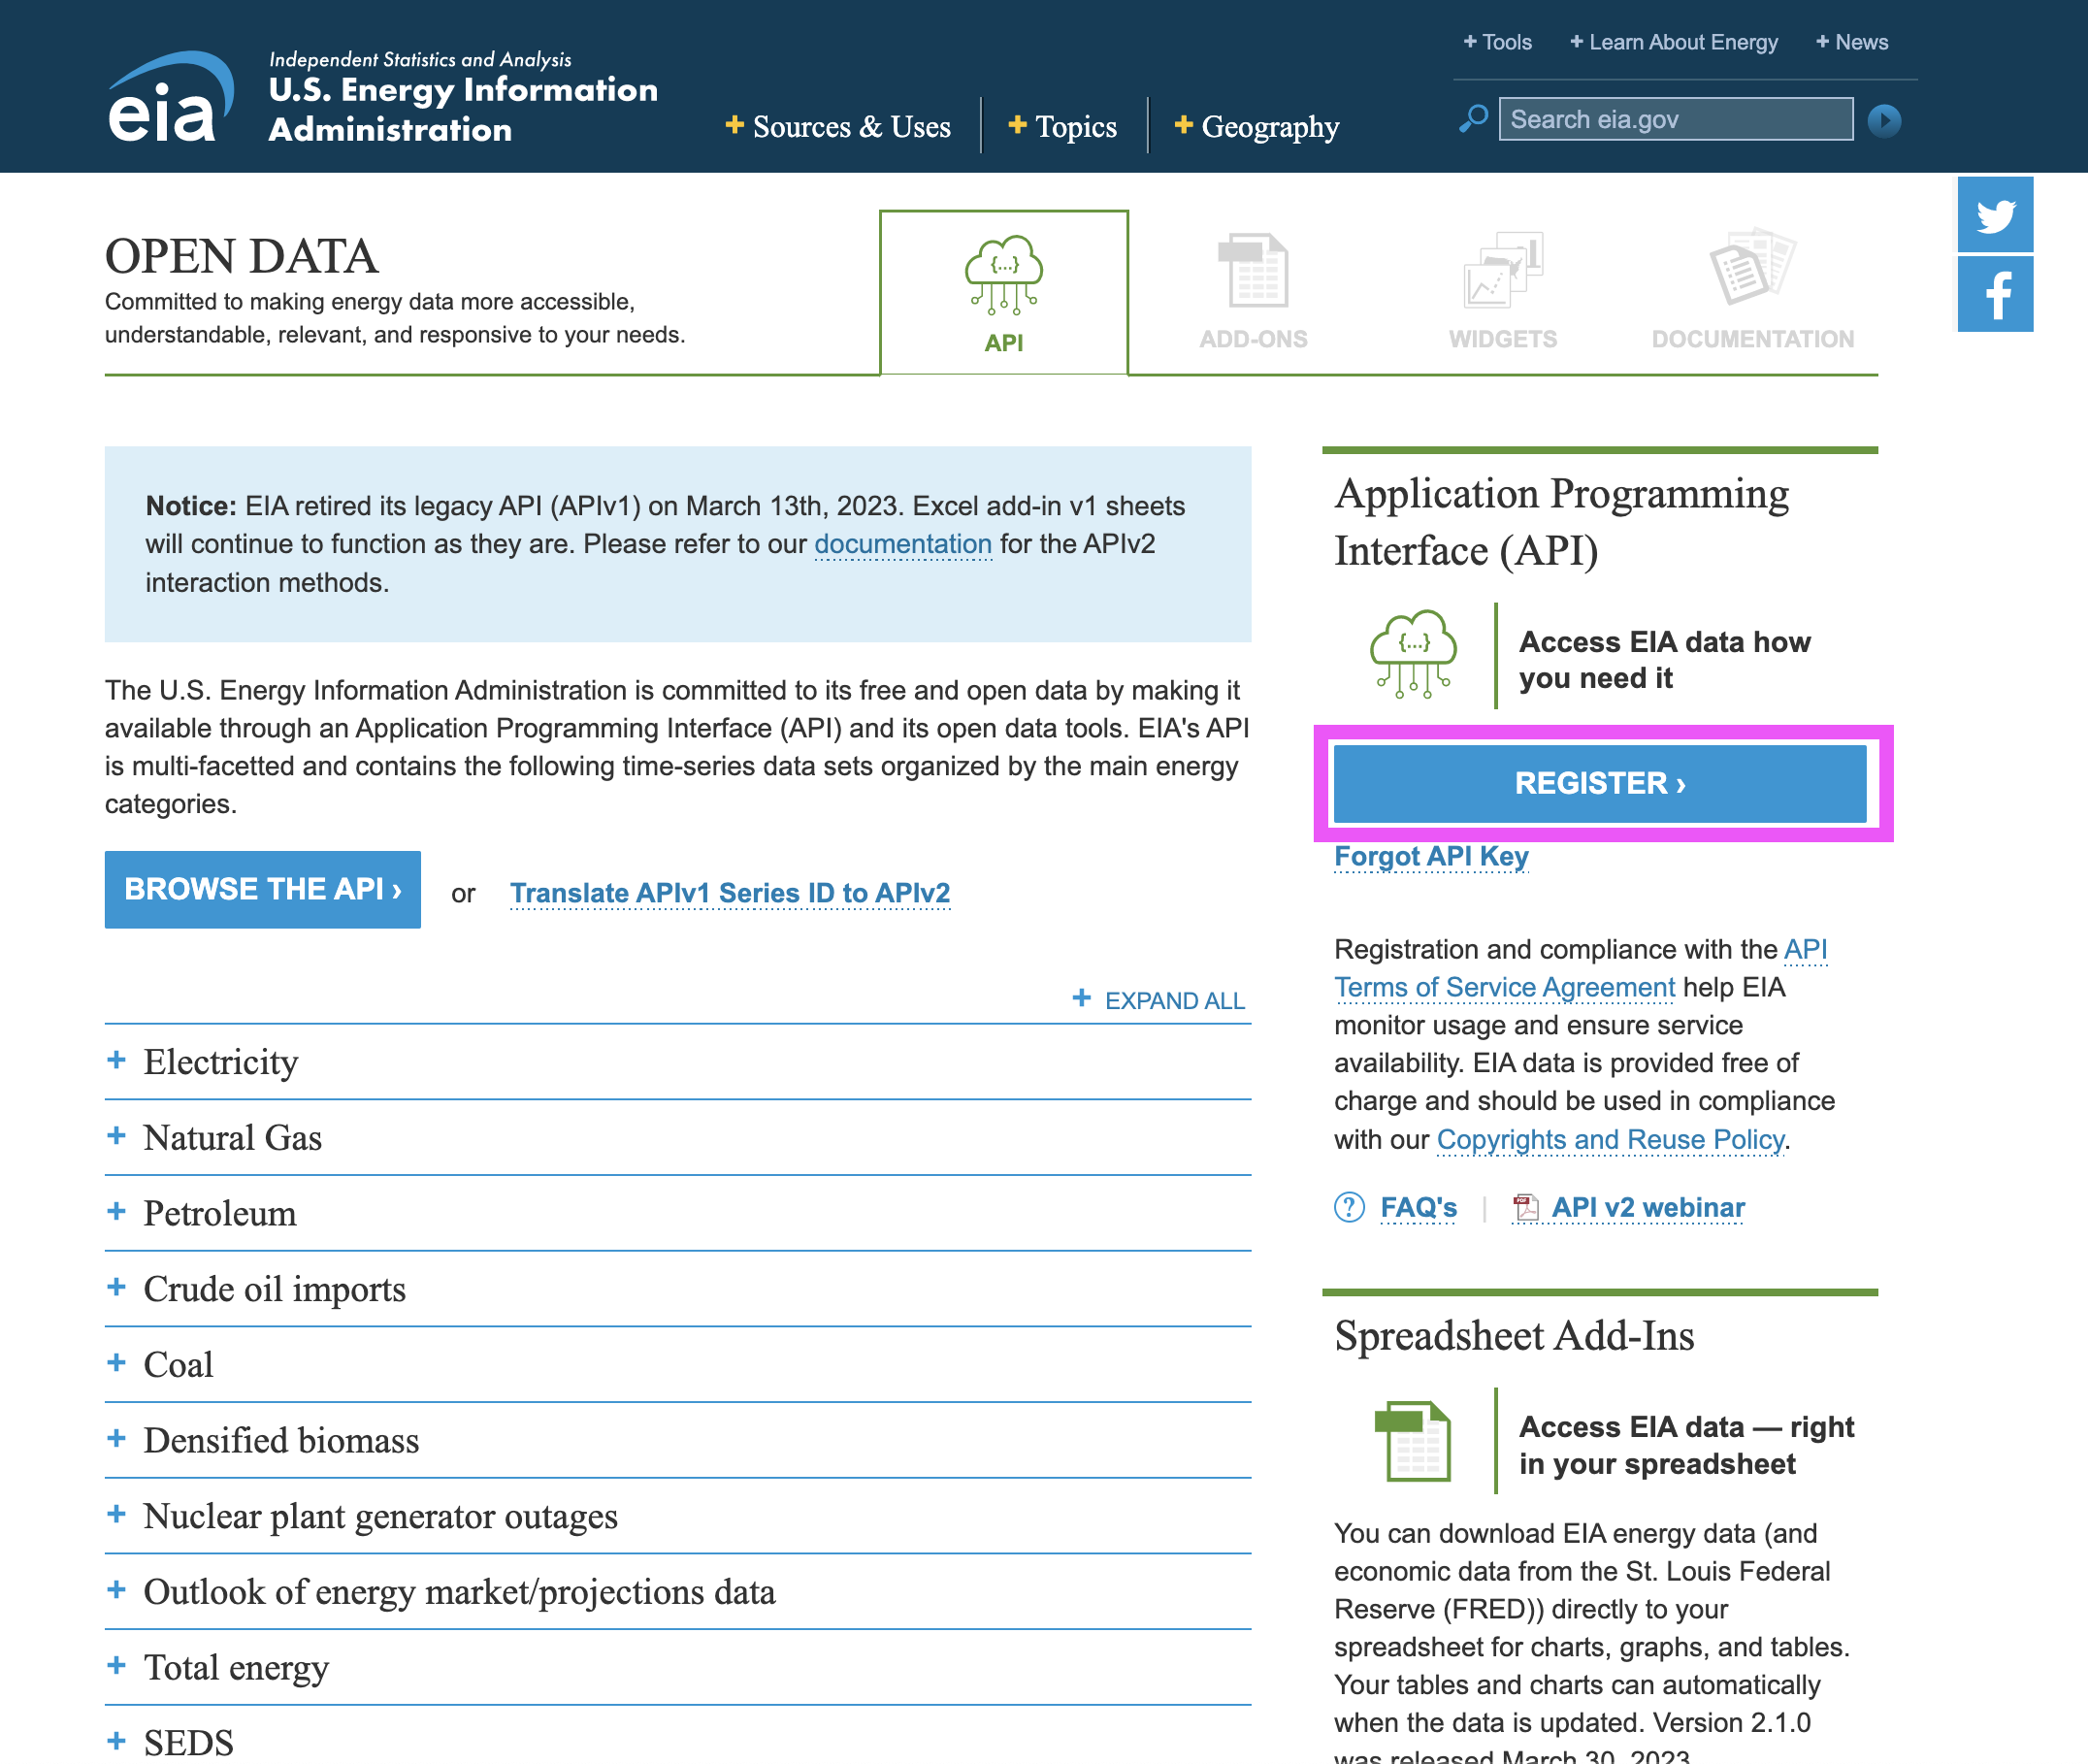 + Tools + Learn About Energy + News
eia
Independent Statistics and Analysis
U.S. Energy Information
Administration
+ Sources & Uses + Topics + Geography
Search eia.gov
OPEN DATA
Committed to making energy data more accessible,
understandable, relevant, and responsive to your needs.
{...}
API
ADD-ONS
WIDGETS
DOCUMENTATION
Notice: EIA retired its legacy API (APIv1) on March 13th, 2023. Excel add-in v1 sheets
will continue to function as they are. Please refer to our documentation for the APIv2
interaction methods.
The U.S. Energy Information Administration is committed to its free and open data by making it
available through an Application Programming Interface (API) and its open data tools. EIA's API
is multi-facetted and contains the following time-series data sets organized by the main energy
categories.
BROWSE THE API › or Translate APIv1 Series ID to APIv2
+ EXPAND ALL
+ Electricity
+ Natural Gas
+ Petroleum
+ Crude oil imports
+ Coal
+ Densified biomass
+ Nuclear plant generator outages
+ Outlook of energy market/projections data
+ Total energy
+ SEDS
Application Programming
Interface (API)
{...}
Access EIA data how
you need it
REGISTER ›
Forgot API Key
Registration and compliance with the API
Terms of Service Agreement help EIA
monitor usage and ensure service
availability. EIA data is provided free of
charge and should be used in compliance
with our Copyrights and Reuse Policy.
? FAQ's | PDF API v2 webinar
Spreadsheet Add-Ins
Access EIA data — right
in your spreadsheet
You can download EIA energy data (and
economic data from the St. Louis Federal
Reserve (FRED)) directly to your
spreadsheet for charts, graphs, and tables.
Your tables and charts can automatically
when the data is updated. Version 2.1.0
was released March 30, 2023